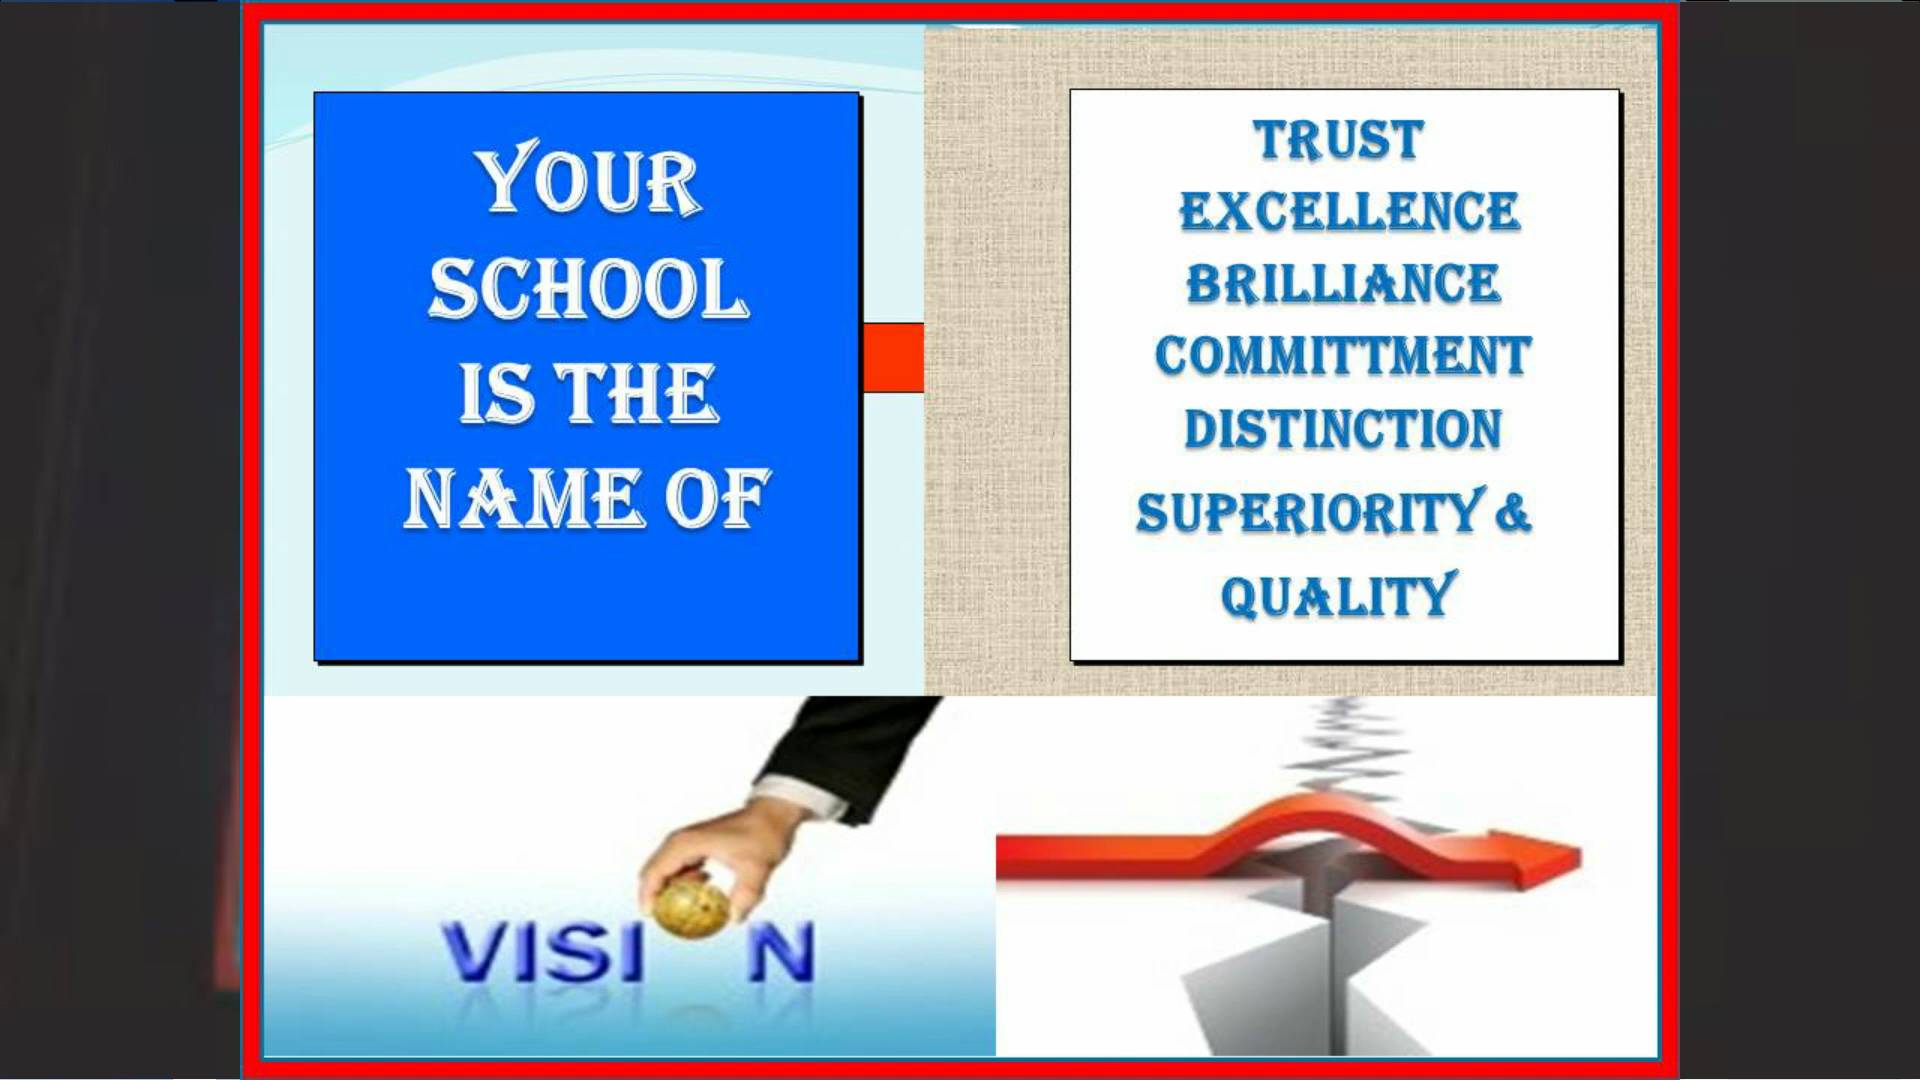 YOUR
SCHOOL
IS THE
NAME OF
TRUST
EXCELLENCE
BRILLIANCE
COMMITTMENT
DISTINCTION
SUPERIORITY &
QUALITY
VISI N